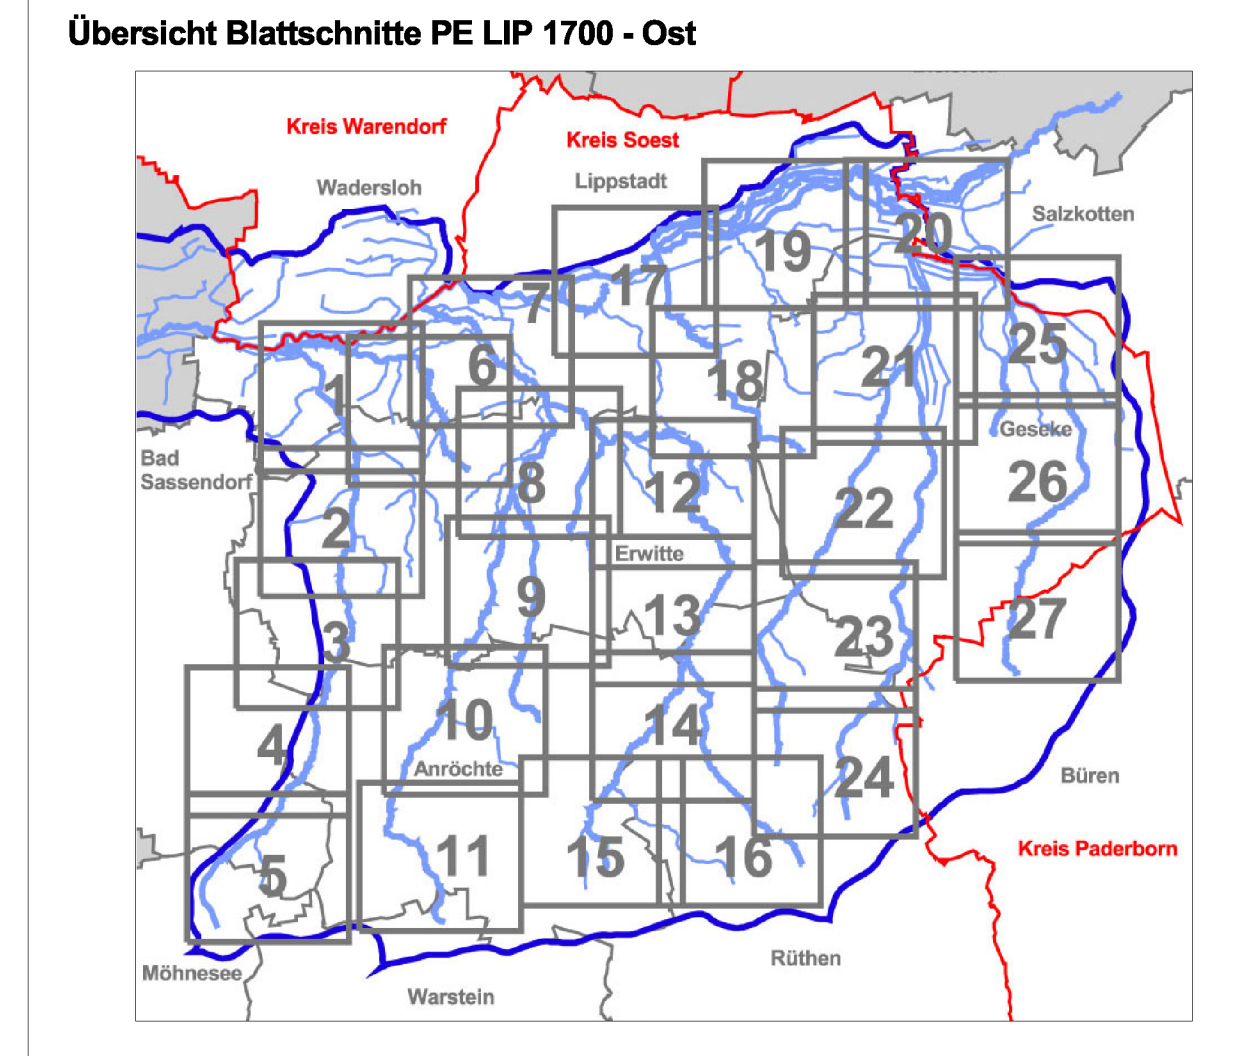 Übersicht Blattschnitte PE LIP 1700 - Ost
Kreis Warendorf
Kreis Soest
Wadersloh
Lippstadt
Salzkotten
20
19
17
7
25
6
21
18
1
Geseke
Bad
Sassendorf
8
12
26
22
2
Erwitte
9
13
27
23
3
10
14
4
Anröchte
24
Büren
11
15
16
Kreis Paderborn
5
Rüthen
Möhnesee
Warstein